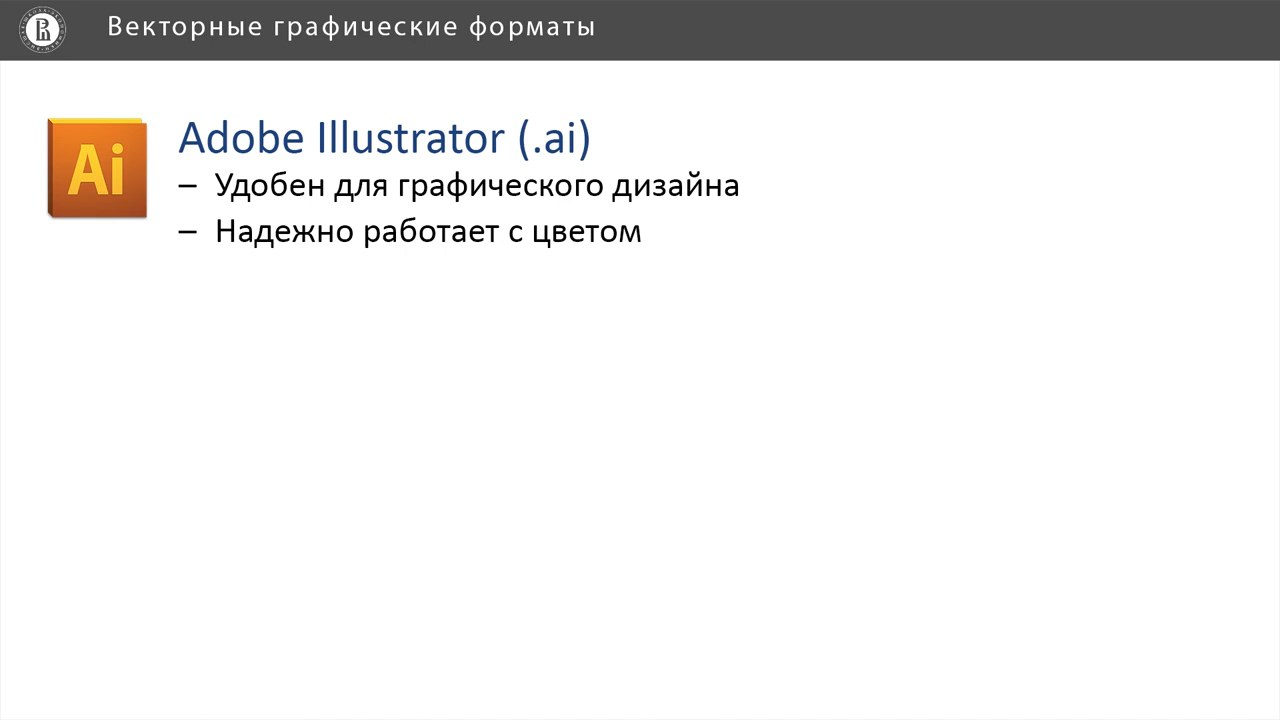 Векторные графические форматы
Ai
Adobe Illustrator (.ai)
– Удобен для графического дизайна
– Надежно работает с цветом